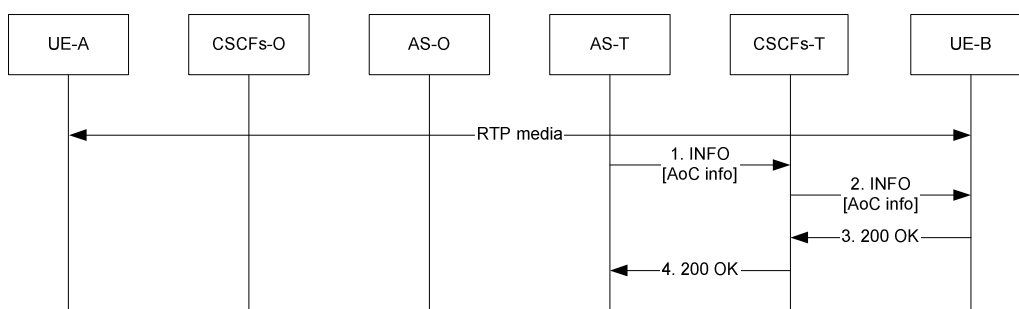 UE-A
CSCFs-O
AS-O
AS-T
CSCFs-T
UE-B
RTP media
1. INFO
[AoC info]
2. INFO
[AoC info]
3. 200 OK
4. 200 OK